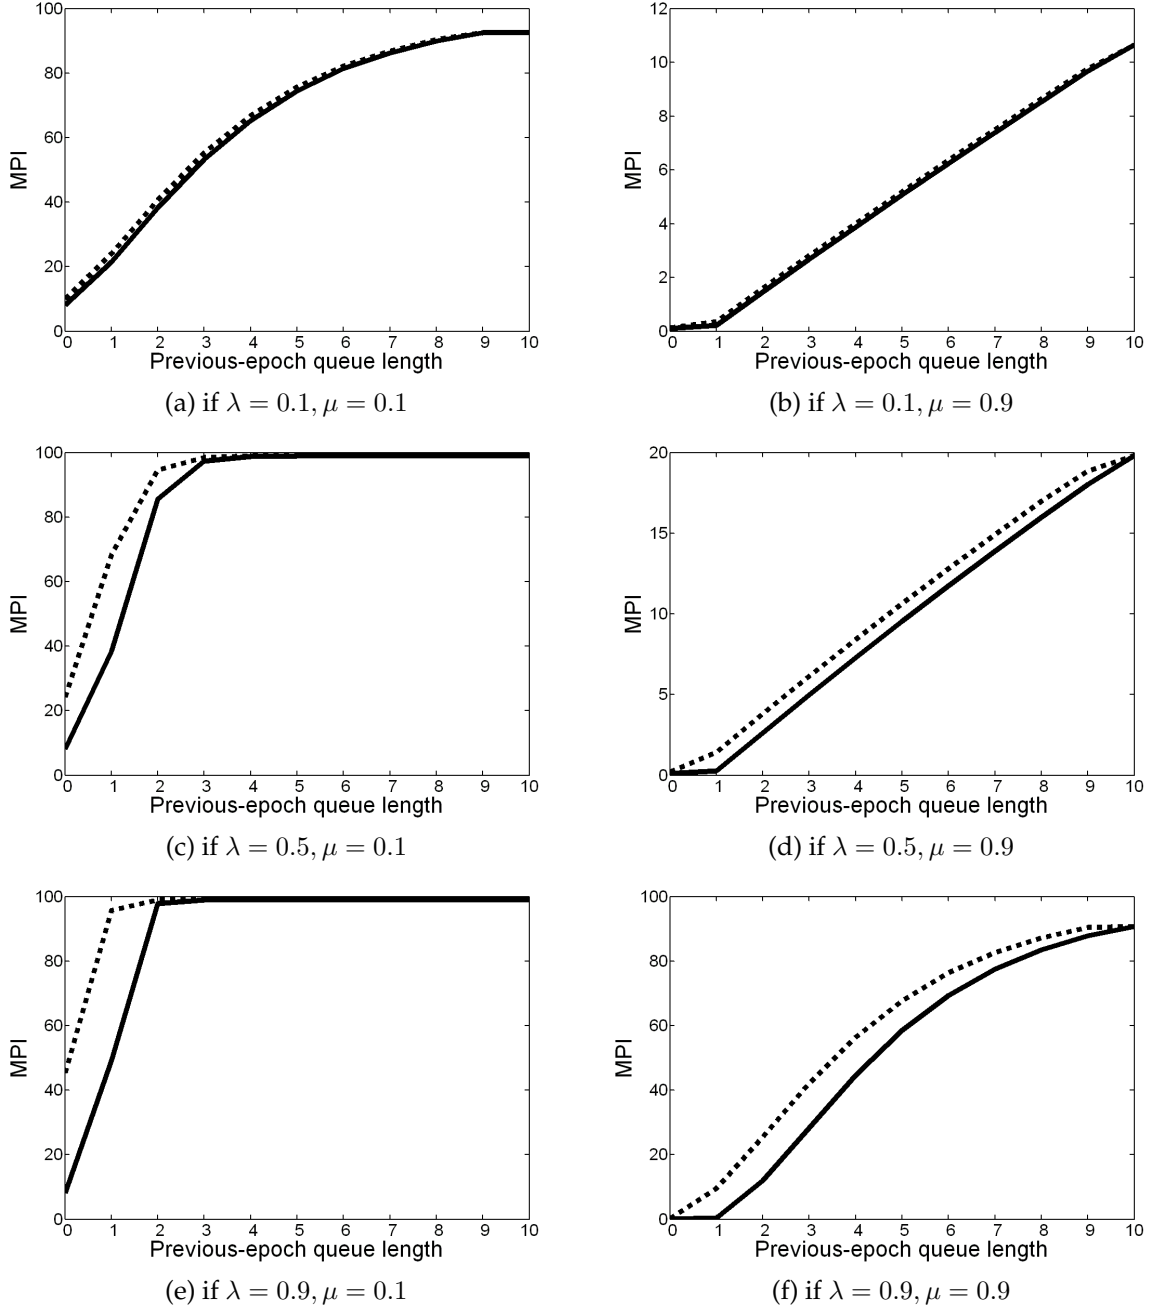 100
80
60
40
20
0
MPI
0 1 2 3 4 5 6 7 8 9 10
Previous-epoch queue length
(a) if λ = 0.1, μ = 0.1
12
10
8
6
4
2
0
MPI
0 1 2 3 4 5 6 7 8 9 10
Previous-epoch queue length
(b) if λ = 0.1, μ = 0.9
100
80
60
40
20
0
MPI
0 1 2 3 4 5 6 7 8 9 10
Previous-epoch queue length
(c) if λ = 0.5, μ = 0.1
20
15
10
5
0
MPI
0 1 2 3 4 5 6 7 8 9 10
Previous-epoch queue length
(d) if λ = 0.5, μ = 0.9
100
80
60
40
20
0
MPI
0 1 2 3 4 5 6 7 8 9 10
Previous-epoch queue length
(e) if λ = 0.9, μ = 0.1
100
80
60
40
20
0
MPI
0 1 2 3 4 5 6 7 8 9 10
Previous-epoch queue length
(f) if λ = 0.9, μ = 0.9